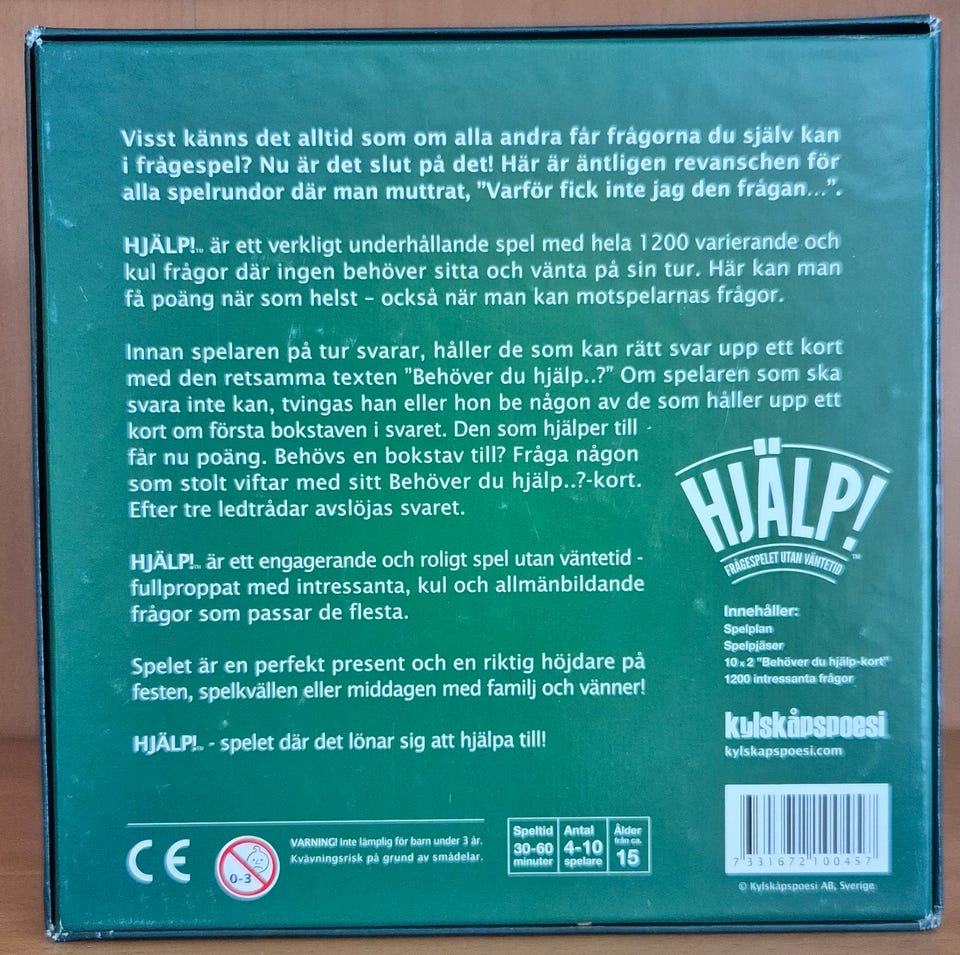 Visst känns det alltid som om alla andra får frågorna du själv kan
i frågespel? Nu är det slut på det! Här är äntligen revanschen för
alla spelrundor där man muttrat, ”Varför fick inte jag den frågan...”.
HJÄLP!™ är ett verkligt underhållande spel med hela 1200 varierande och
kul frågor där ingen behöver sitta och vänta på sin tur. Här kan man
få poäng när som helst – också när man kan motspelarnas frågor.
Innan spelaren på tur svarar, håller de som kan rätt svar upp ett kort
med den retsamma texten ”Behöver du hjälp..?” Om spelaren som ska
svara inte kan, tvingas han eller hon be någon av de som håller upp ett
kort om första bokstaven i svaret. Den som hjälper till -
får nu poäng. Behövs en bokstav till? Fråga någon
som stolt viftar med sitt Behöver du hjälp..?-kort.
Efter tre ledtrådar avslöjas svaret.
HJÄLP!™ är ett engagerande och roligt spel utan väntetid -
fullproppat med intressanta, kul och allmänbildande
frågor som passar de flesta.
Spelet är en perfekt present och en riktig höjdare på
festen, spelkvällen eller middagen med familj och vänner!
HJÄLP!™ - spelet där det lönar sig att hjälpa till!
HJÄLP!
FRÅGESPELET UTAN VÄNTETID™
Innehåller:
Spelplan
Spelpjäser
10 x 2 ”Behöver du hjälp-kort”
1200 intressanta frågor
kylskåpspoesi
kylskapspoesi.com
CE
0-3
VARNING! Inte lämplig för barn under 3 år.
Kvävningsrisk på grund av smådelar.
Speltid
30-60
minuter
Antal
4-10
spelare
Ålder
från ca.
15
7 331672 100457
© Kylskåpspoesi AB, Sverige